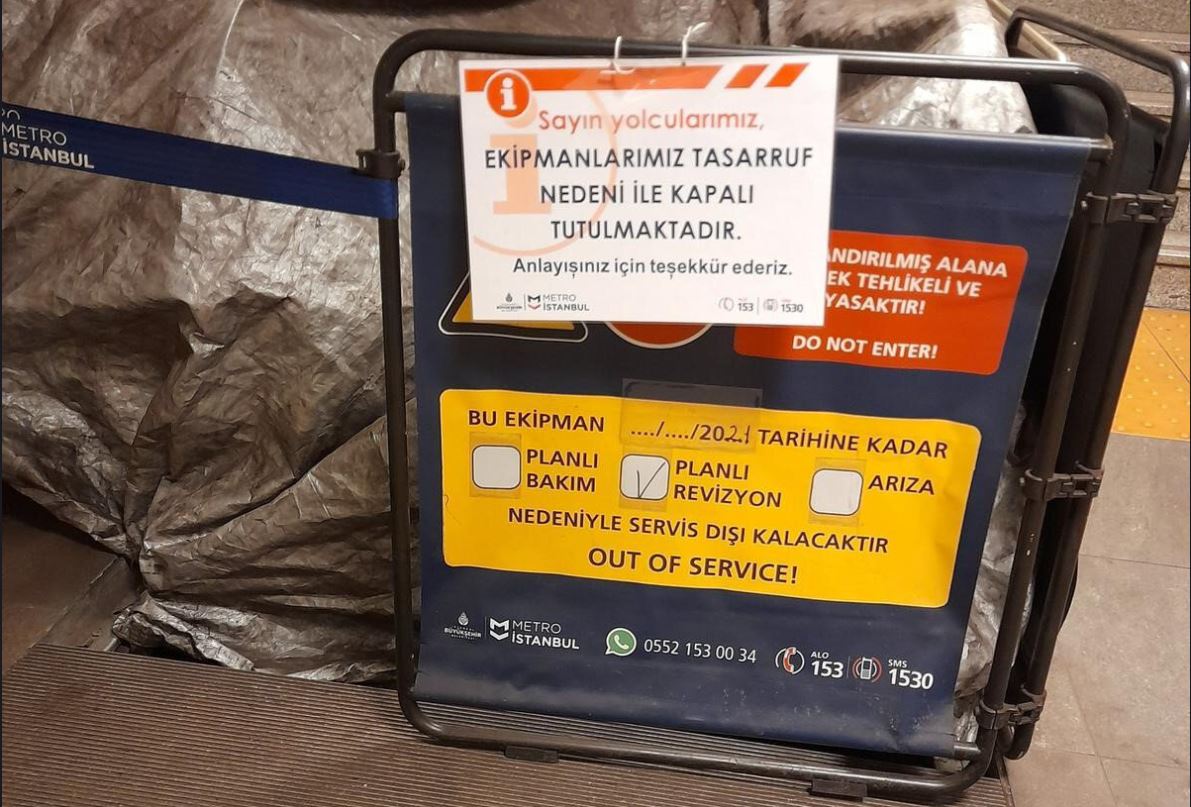 METRO
İSTANBUL
Sayın yolcularımız,
EKİPMANLARIMIZ TASARRUF
NEDENİ İLE KAPALI
TUTULMAKTADIR.
Anlayışınız için teşekkür ederiz.
METRO
İSTANBUL
153
1530
ANDIRILMIŞ ALANA
EK TEHLİKELİ VE
YASAKTIR!
DO NOT ENTER!
BU EKİPMAN ..../..../2021 TARİHİNE KADAR
PLANLI
BAKIM
PLANLI
REVİZYON
ARIZA
NEDENİYLE SERVİS DIŞI KALACAKTIR
OUT OF SERVICE!
BÜYÜKŞEHİR
METRO
İSTANBUL
0552 153 00 34
ALO
153
SMS
1530